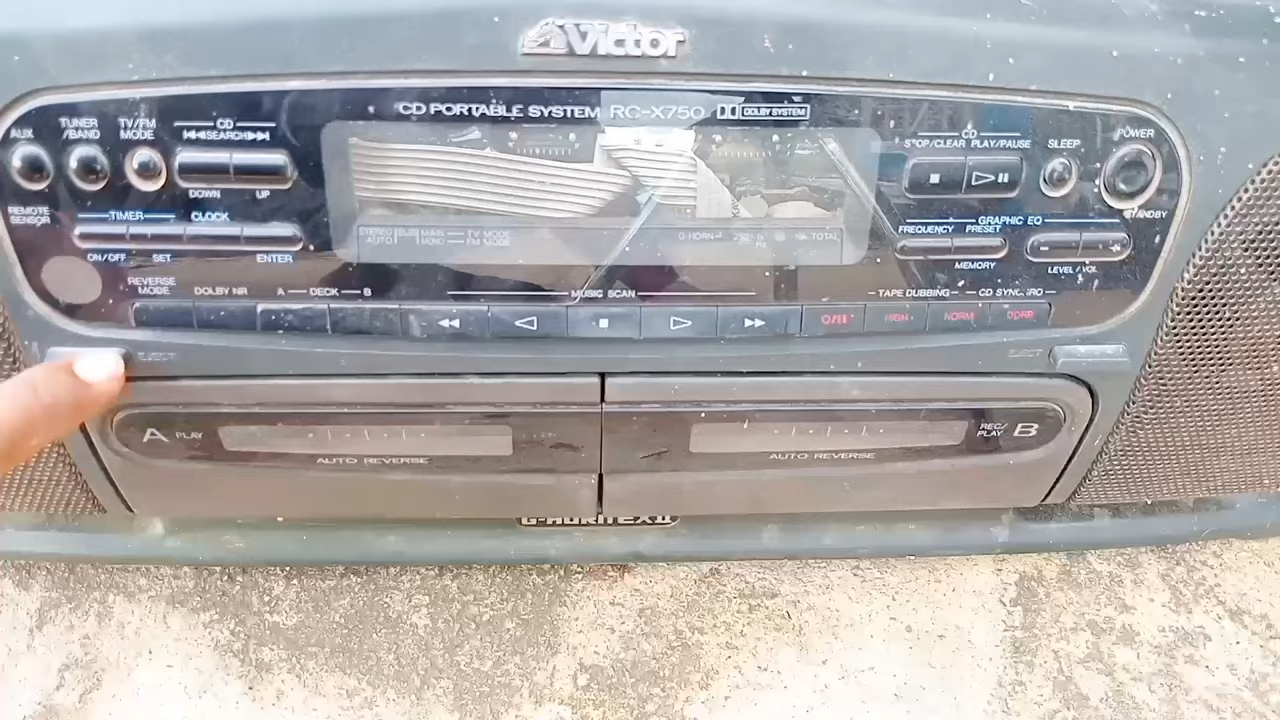 Victor
CD PORTABLE SYSTEM RC-X750 DOLBY SYSTEM
AUX
TUNER
/BAND
TV/FM
MODE
CD
SEARCH
DOWN UP
REMOTE
SENSOR
TIMER CLOCK
ON/OFF SET ENTER
STEREO
AUTO
MAIN
MONO
TV MODE
FM MODE
G-HORN
TOTAL
CD
STOP/CLEAR PLAY/PAUSE
SLEEP
POWER
STANDBY
GRAPHIC EQ
FREQUENCY PRESET
MEMORY
LEVEL / VOL
REVERSE
MODE
DOLBY NR
A — DECK — B
MUSIC SCAN
TAPE DUBBING
CD SYNCHRO
HIGH NORM DDRP
EJECT
EJECT
A PLAY
AUTO REVERSE
REC/
PLAY B
AUTO REVERSE